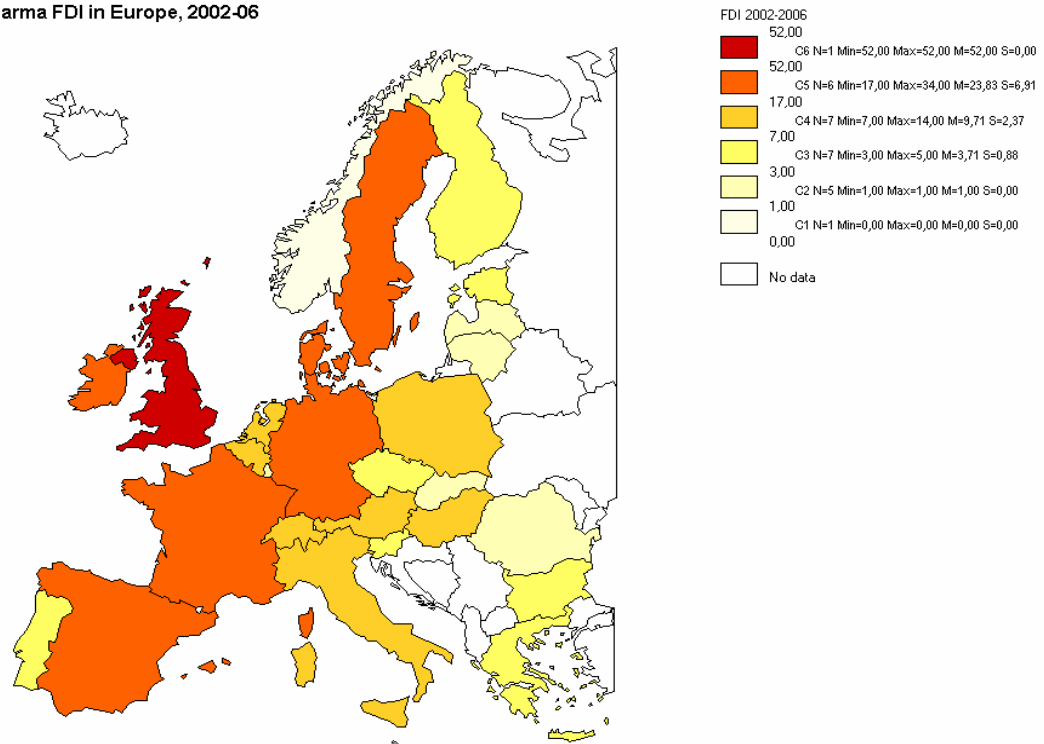 arma FDI in Europe, 2002-06
FDI 2002-2006
52,00
C6 N=1 Min=52,00 Max=52,00 M=52,00 S=0,00
52,00
C5 N=6 Min=17,00 Max=34,00 M=23,83 S=6,91
17,00
C4 N=7 Min=7,00 Max=14,00 M=9,71 S=2,37
7,00
C3 N=7 Min=3,00 Max=5,00 M=3,71 S=0,88
3,00
C2 N=5 Min=1,00 Max=1,00 M=1,00 S=0,00
1,00
C1 N=1 Min=0,00 Max=0,00 M=0,00 S=0,00
0,00
No data